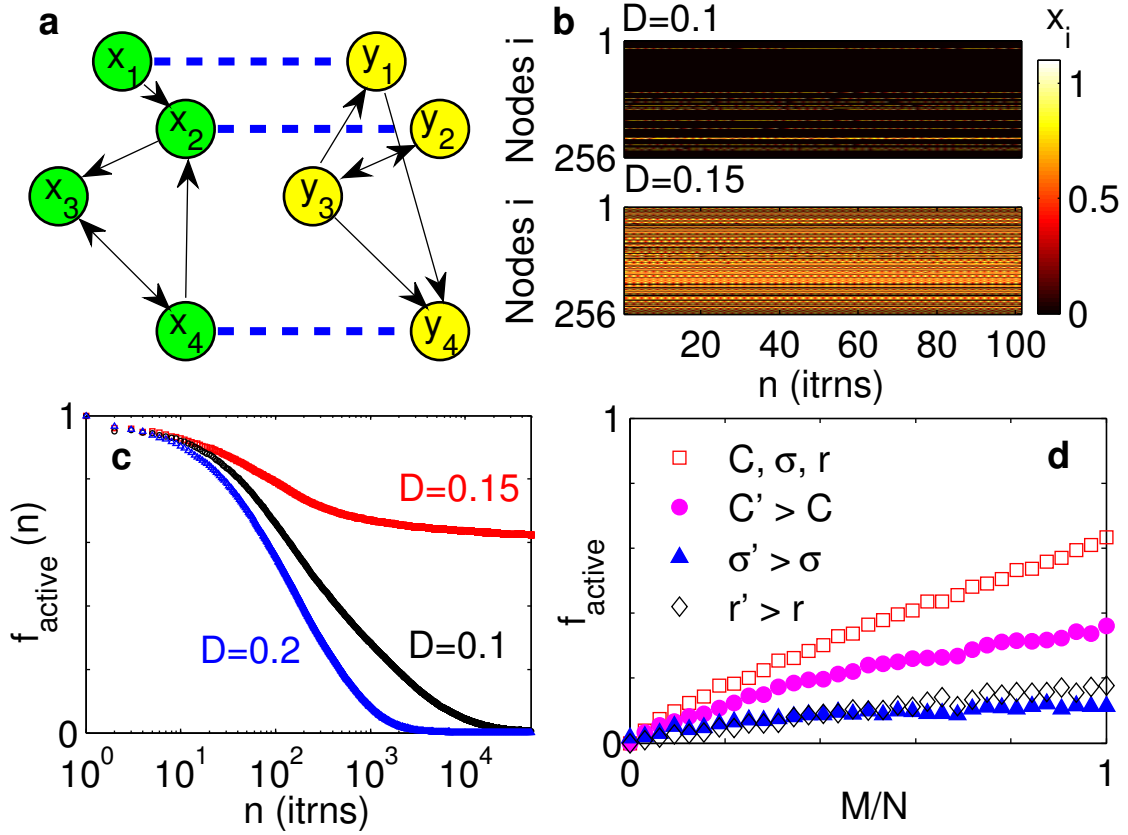 a
x1
y1
x2
y2
x3
y3
x4
y4
b
D=0.1
xi
1
Nodes i
256
D=0.15
1
Nodes i
256
20 40 60 80 100
n (itrns)
1
0.5
0
c
1
factive (n)
0
D=0.15
D=0.1
D=0.2
10^0 10^1 10^2 10^3 10^4
n (itrns)
d
1
factive
0
C, σ, r
C' > C
σ' > σ
r' > r
0 1
M/N